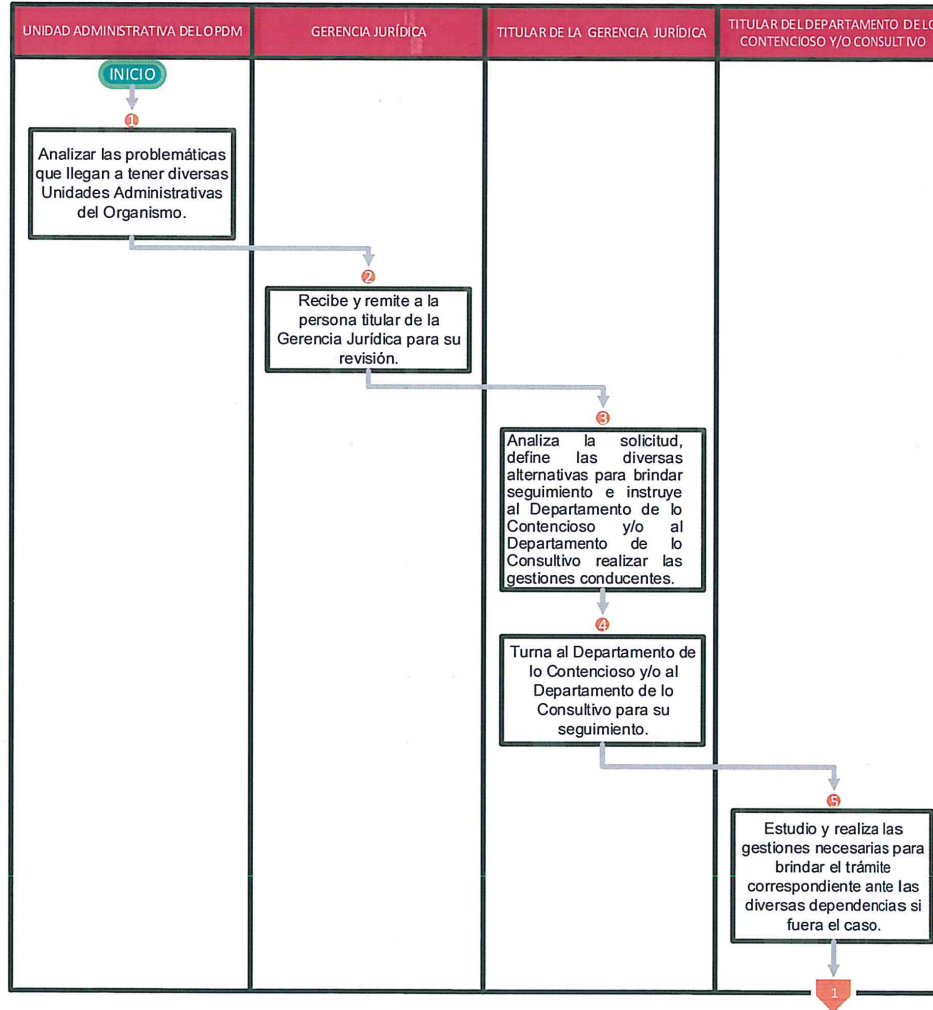 UNIDAD ADMINISTRATIVA DEL OPDM
GERENCIA JURÍDICA
TITULAR DE LA GERENCIA JURÍDICA
TITULAR DEL DEPARTAMENTO DE LO
CONTENCIOSO Y/O CONSULTIVO
INICIO
1
Analizar las problemáticas
que llegan a tener diversas
Unidades Administrativas
del Organismo.
2
Recibe y remite a la
persona titular de la
Gerencia Jurídica para su
revisión.
3
Analiza la solicitud,
define las diversas
alternativas para brindar
seguimiento e instruye
al Departamento de lo
Contencioso y/o al
Departamento de lo
Consultivo realizar las
gestiones conducentes.
4
Turna al Departamento de
lo Contencioso y/o al
Departamento de lo
Consultivo para su
seguimiento.
5
Estudio y realiza las
gestiones necesarias para
brindar el trámite
correspondiente ante las
diversas dependencias si
fuera el caso.
1